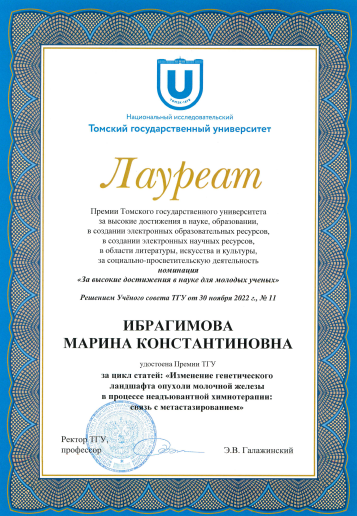 Национальный исследовательский
Томский государственный университет
Лауреат
Премии Томского государственного университета
за высокие достижения в науке, образовании,
в создании электронных образовательных ресурсов,
в создании электронных научных ресурсов,
в области литературы, искусства и культуры,
за социально-просветительскую деятельность
номинация
«За высокие достижения в науке для молодых ученых»
Решением Учёного совета ТГУ от 30 ноября 2022 г., № 11
ИБРАГИМОВА
МАРИНА КОНСТАНТИНОВНА
удостоена Премии ТГУ
за цикл статей: «Изменение генетического
ландшафта опухоли молочной железы
в процессе неадъювантной химиотерапии:
связь с метастазированием»
Ректор ТГУ,
профессор
Э.В. Галажинский